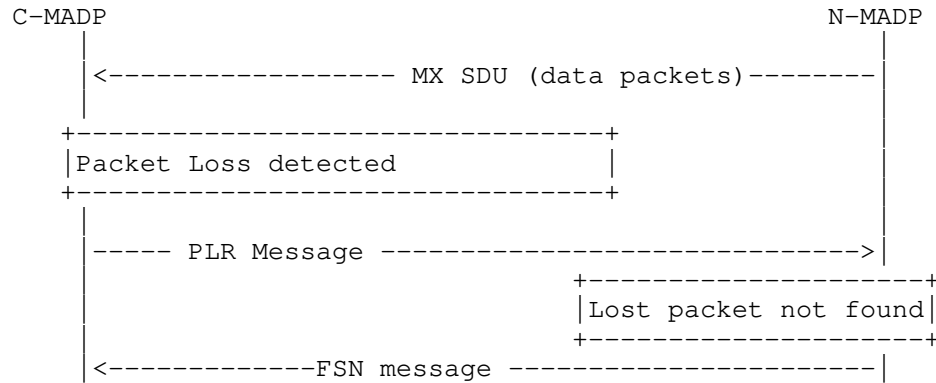 C-MADP N-MADP
MX SDU (data packets)
Packet Loss detected
PLR Message
Lost packet not found
FSN message